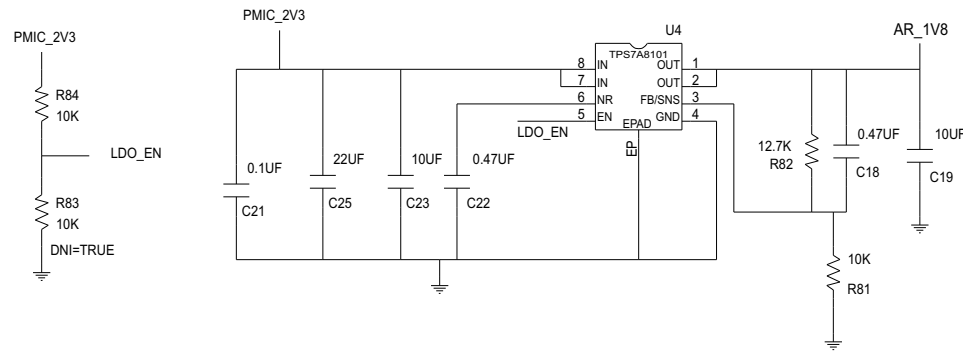 PMIC_2V3
R84
10K
LDO_EN
R83
10K
DNI=TRUE
PMIC_2V3
0.1UF
C21
22UF
C25
10UF
C23
0.47UF
C22
U4
TPS7A8101
8 IN OUT 1
7 IN OUT 2
6 NR FB/SNS 3
5 EN GND 4
LDO_EN
EPAD
EP
AR_1V8
12.7K
R82
0.47UF
C18
10UF
C19
10K
R81